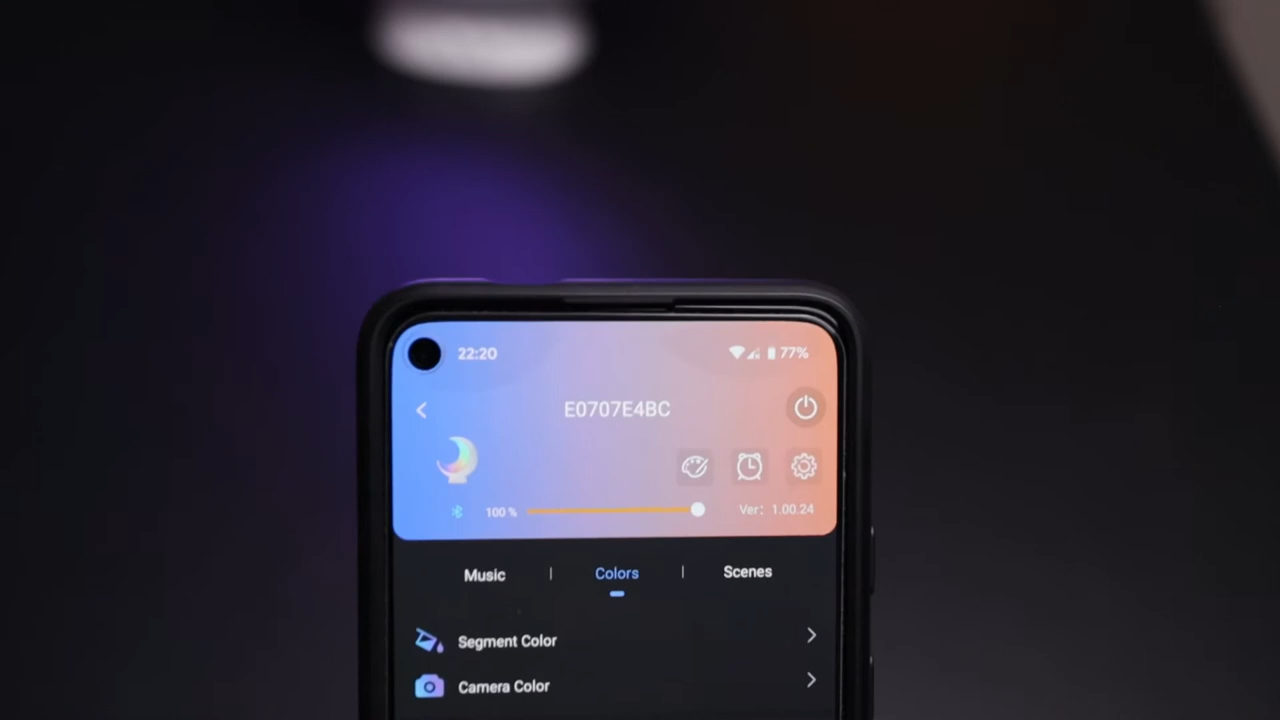 22:20 77%
E0707E4BC
100 % Ver: 1.00.24
Music | Colors | Scenes
Segment Color
Camera Color